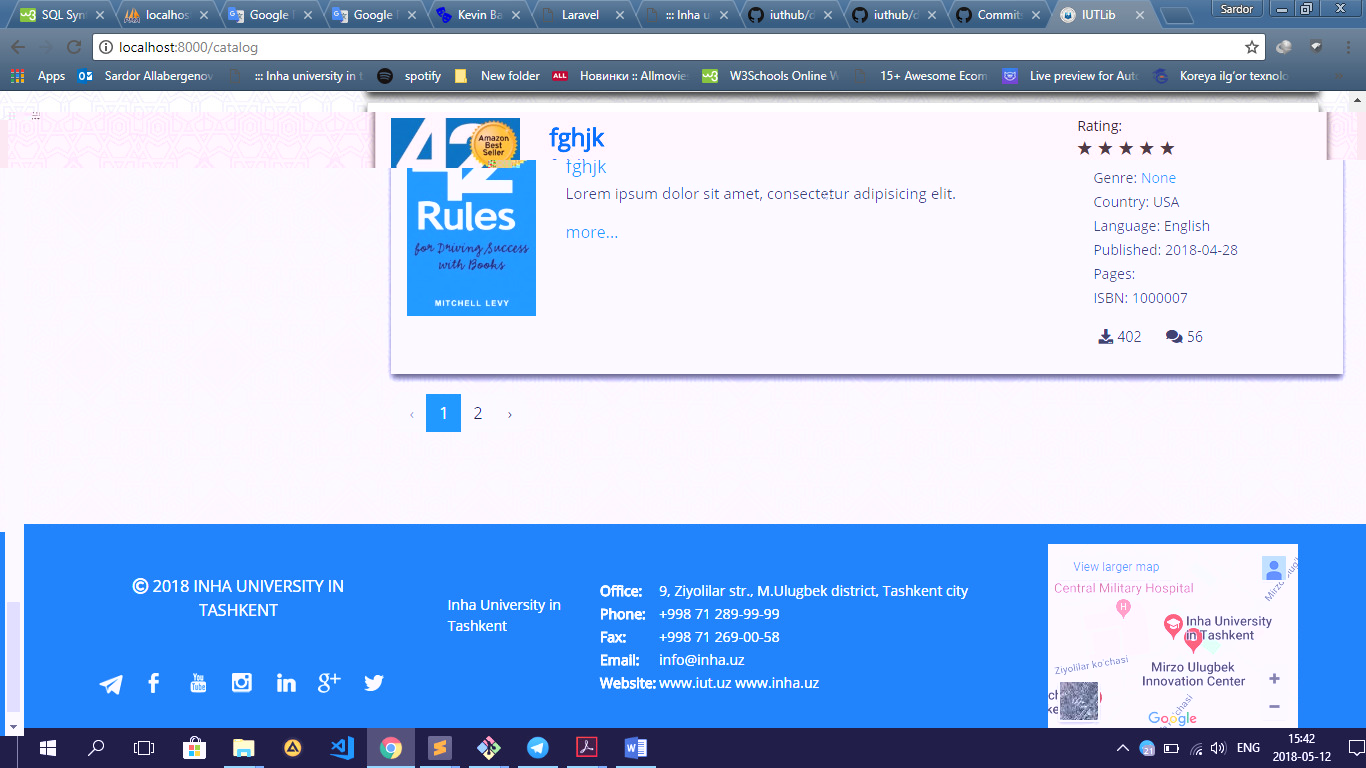 SQL Syn
localhos
Google
Google
Kevin Ba
Laravel
::: Inha u
iuthub/d
iuthub/d
Commits
IUTLib
Sardor
localhost:8000/catalog
Apps
Sardor Allabergenov
::: Inha university in t
spotify
New folder
ALL
Новинки :: Allmovie
W3Schools Online W
15+ Awesome Ecom
Live preview for Aut
Koreya ilg‘or texnolo
42
Amazon
Best
Seller
fghjk
Rating:
fghjk
Lorem ipsum dolor sit amet, consectetur adipisicing elit.
more...
Rules
for Driving Success
with Books
MITCHELL LEVY
Genre: None
Country: USA
Language: English
Published: 2018-04-28
Pages:
ISBN: 1000007
402
56
‹ 1 2 ›
© 2018 INHA UNIVERSITY IN
TASHKENT
Inha University in
Tashkent
Office: 9, Ziyolilar str., M.Ulugbek district, Tashkent city
Phone: +998 71 289-99-99
Fax: +998 71 269-00-58
Email: info@inha.uz
Website: www.iut.uz www.inha.uz
View larger map
Central Military Hospital
H
Inha University
in Tashkent
Ziyolilar ko'chasi
Mirzo Ulugbek
Innovation Center
Google
You
Tube
21
ENG
15:42
2018-05-12